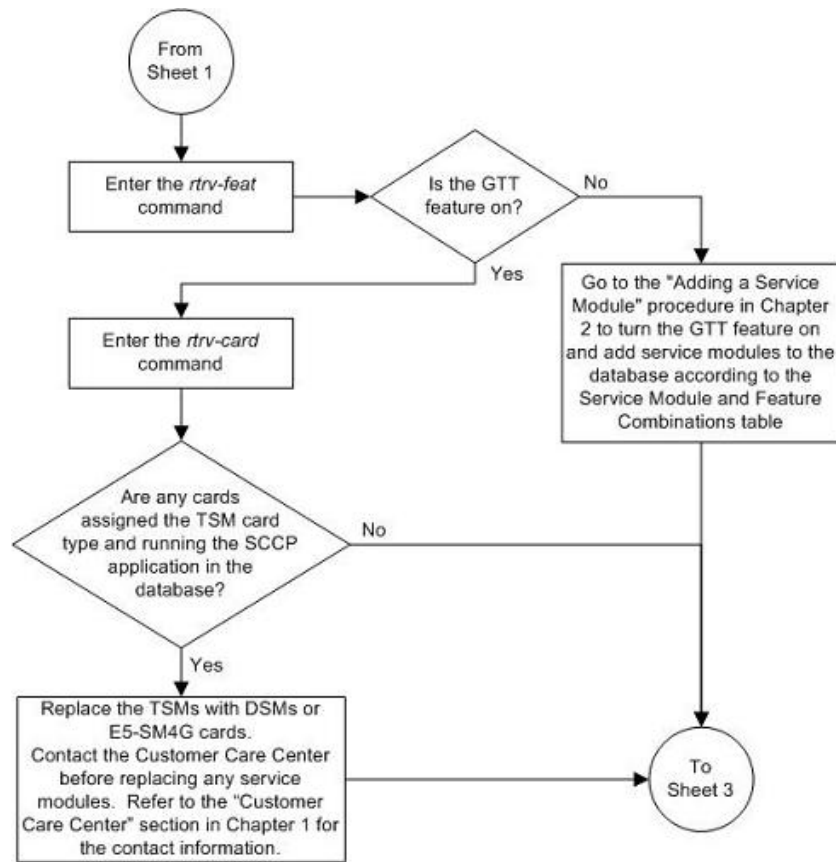 From
Sheet 1
Enter the rtrv-feat
command
Is the GTT
feature on?
No
Yes
Go to the "Adding a Service
Module" procedure in Chapter
2 to turn the GTT feature on
and add service modules to the
database according to the
Service Module and Feature
Combinations table
Enter the rtrv-card
command
Are any cards
assigned the TSM card
type and running the SCCP
application in the
database?
No
Yes
Replace the TSMs with DSMs or
E5-SM4G cards.
Contact the Customer Care Center
before replacing any service
modules. Refer to the "Customer
Care Center" section in Chapter 1 for
the contact information.
To
Sheet 3